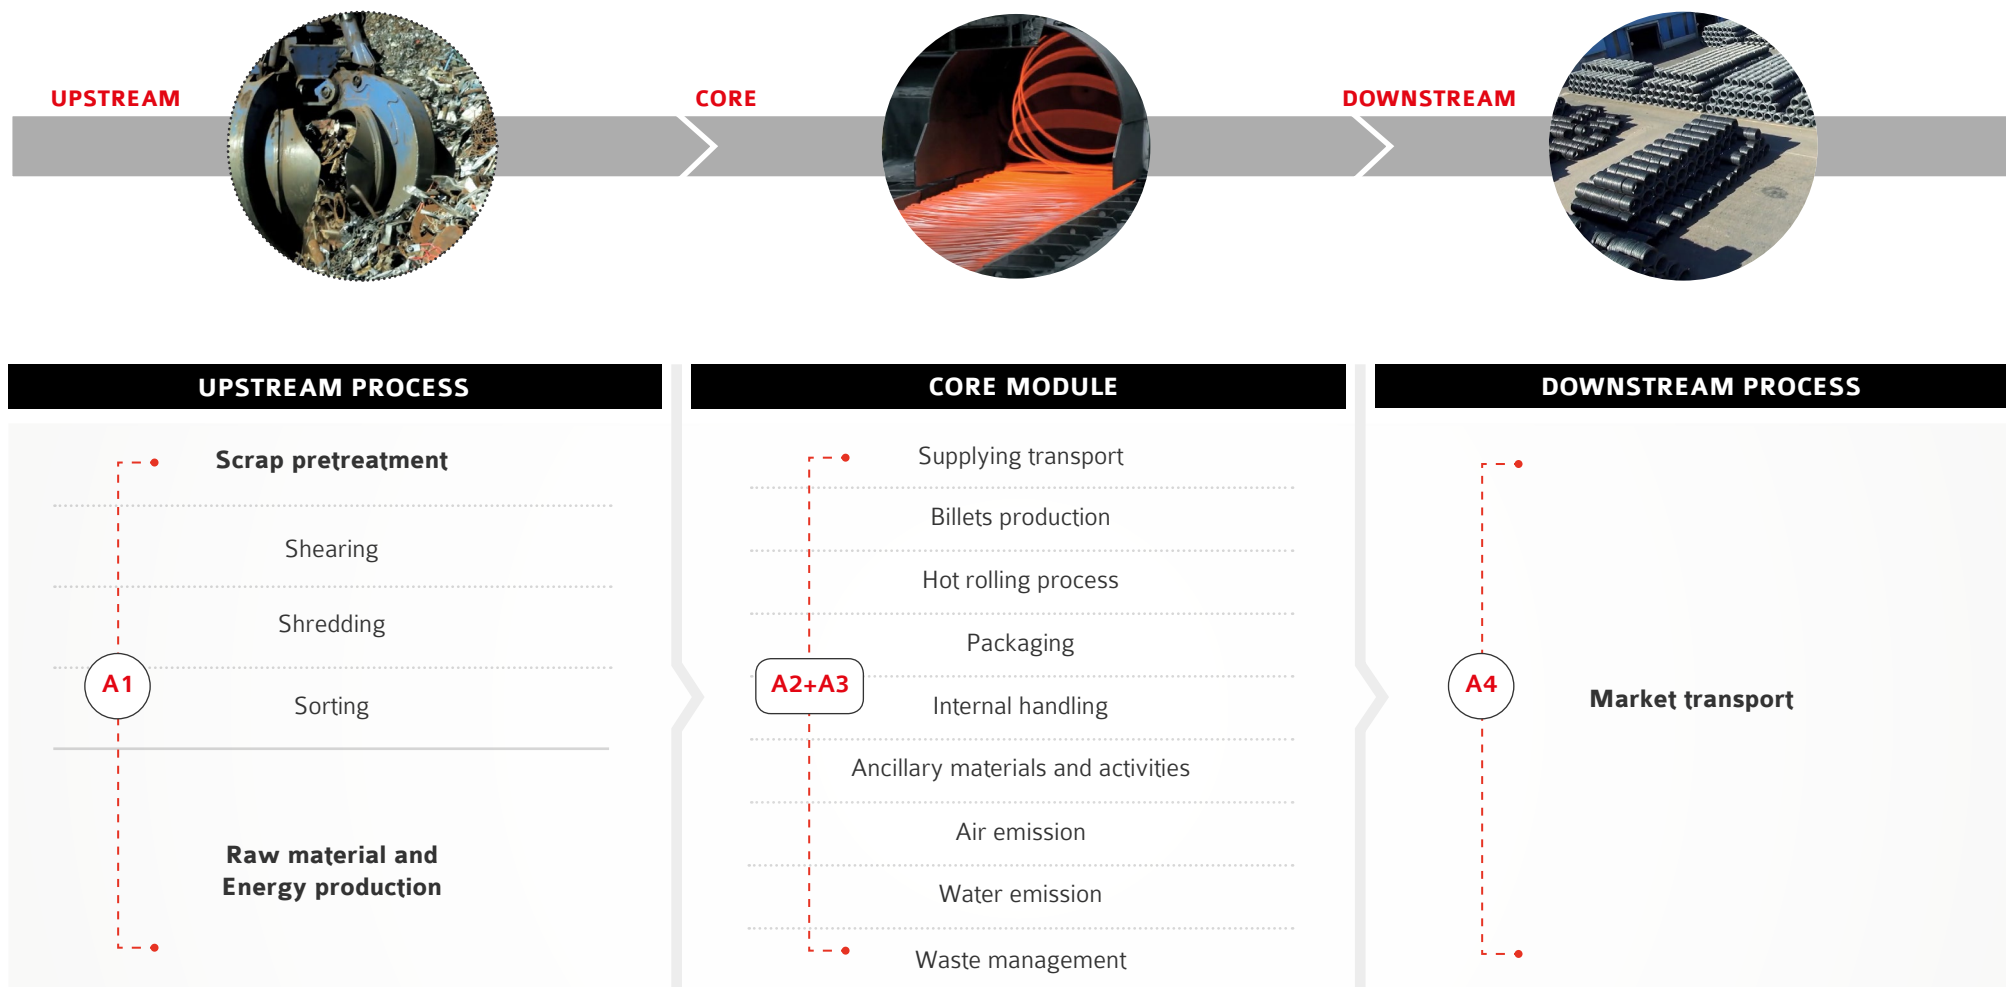 UPSTREAM
CORE
DOWNSTREAM
UPSTREAM PROCESS
Scrap pretreatment
Shearing
Shredding
A1
Sorting
Raw material and
Energy production
CORE MODULE
Supplying transport
Billets production
Hot rolling process
Packaging
A2+A3
Internal handling
Ancillary materials and activities
Air emission
Water emission
Waste management
DOWNSTREAM PROCESS
A4
Market transport